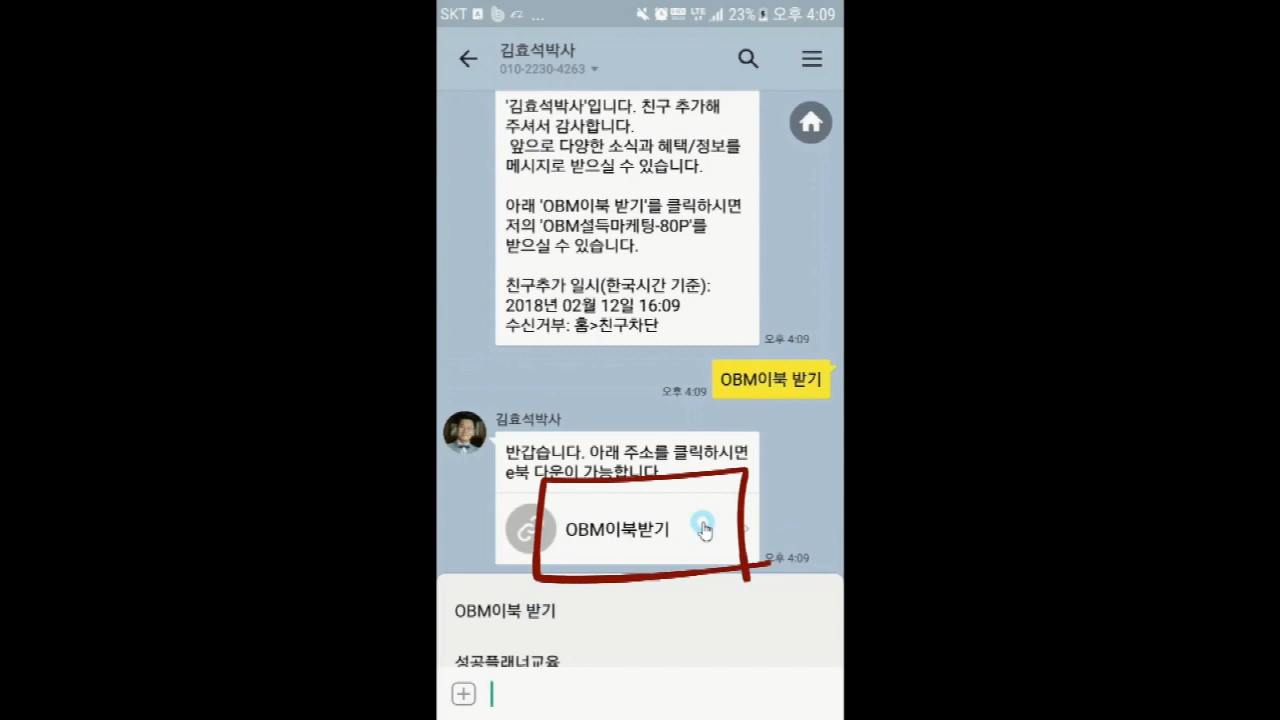 SKT ... LTE 23% 오후 4:09
김효석박사
010-2230-4263
'김효석박사'입니다. 친구 추가해
주셔서 감사합니다.
앞으로 다양한 소식과 혜택/정보를
메시지로 받으실 수 있습니다.
아래 'OBM이북 받기'를 클릭하시면
저의 'OBM설득마케팅-80P'를
받으실 수 있습니다.
친구추가 일시(한국시간 기준):
2018년 02월 12일 16:09
수신거부: 홈>친구차단
오후 4:09
OBM이북 받기
오후 4:09
김효석박사
반갑습니다. 아래 주소를 클릭하시면
e북 다운이 가능합니다
OBM이북받기
오후 4:09
OBM이북 받기
성공플래너교육